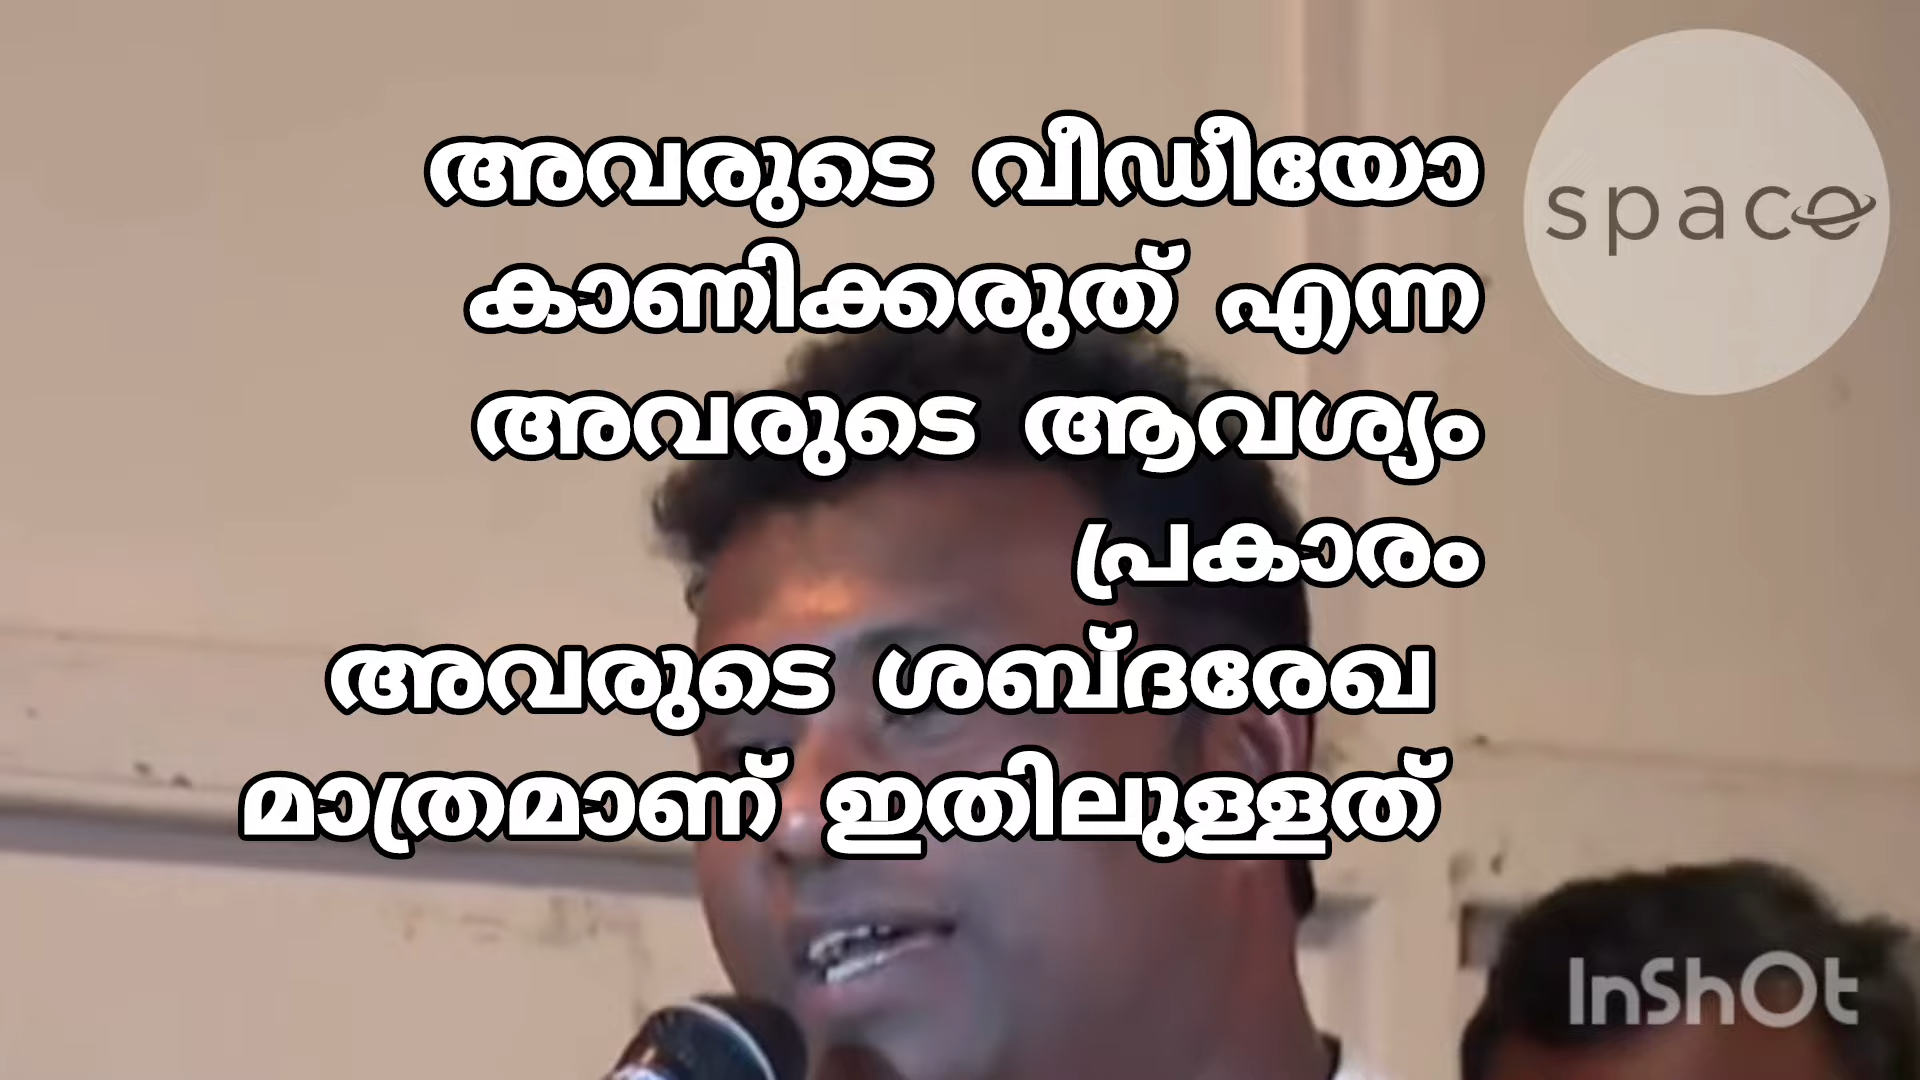 അവരുടെ വീഡീയോ
കാണിക്കരുത് എന്ന
അവരുടെ ആവശ്യം
പ്രകാരം
അവരുടെ ശബ്ദരേഖ
മാത്രമാണ് ഇതിലുള്ളത്
space
InShOt